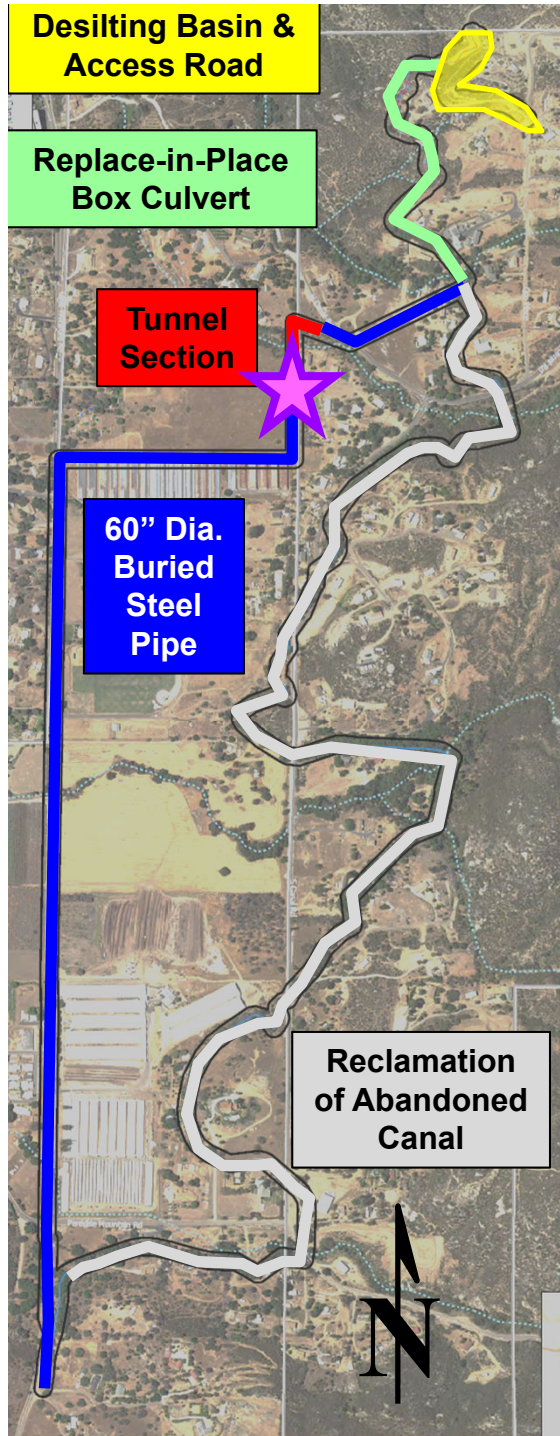 Desilting Basin &
Access Road
Replace-in-Place
Box Culvert
Tunnel
Section
60” Dia.
Buried
Steel
Pipe
Reclamation
of Abandoned
Canal
N